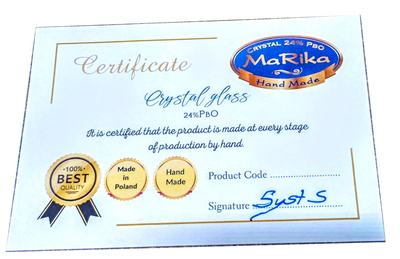 Certificate
CRYSTAL 24% PBO
MaRika
Hand Made
Crystal glass
24%PBO
It is certified that the product is made at every stage
of production by hand.
100%
BEST
QUALITY
Made
in
Poland
Hand
Made
Product Code ....................
Signature ....................